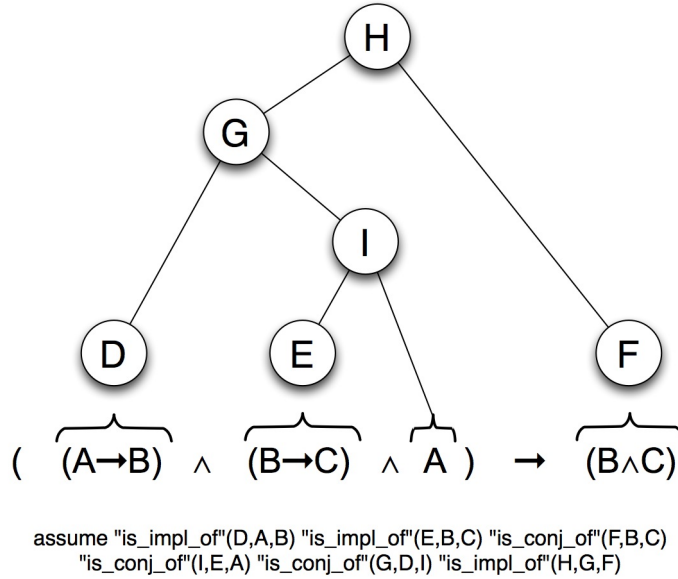 H
G
I
D E F
( (A→B) ∧ (B→C) ∧ A ) → (B∧C)
assume "is_impl_of"(D,A,B) "is_impl_of"(E,B,C) "is_conj_of"(F,B,C)
"is_conj_of"(I,E,A) "is_conj_of"(G,D,I) "is_impl_of"(H,G,F)